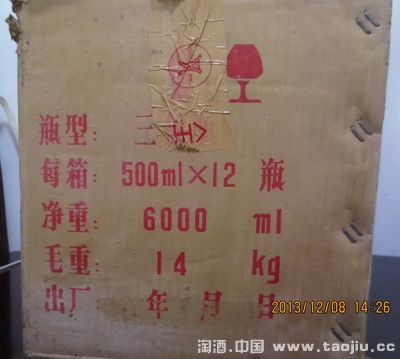 瓶型: 三
每箱: 500ml×12 瓶
净重: 6000 ml
毛重: 14 kg
出厂: 年 月 日
2013/12/08 14:26
淘酒.中国 www.taojiu.cc